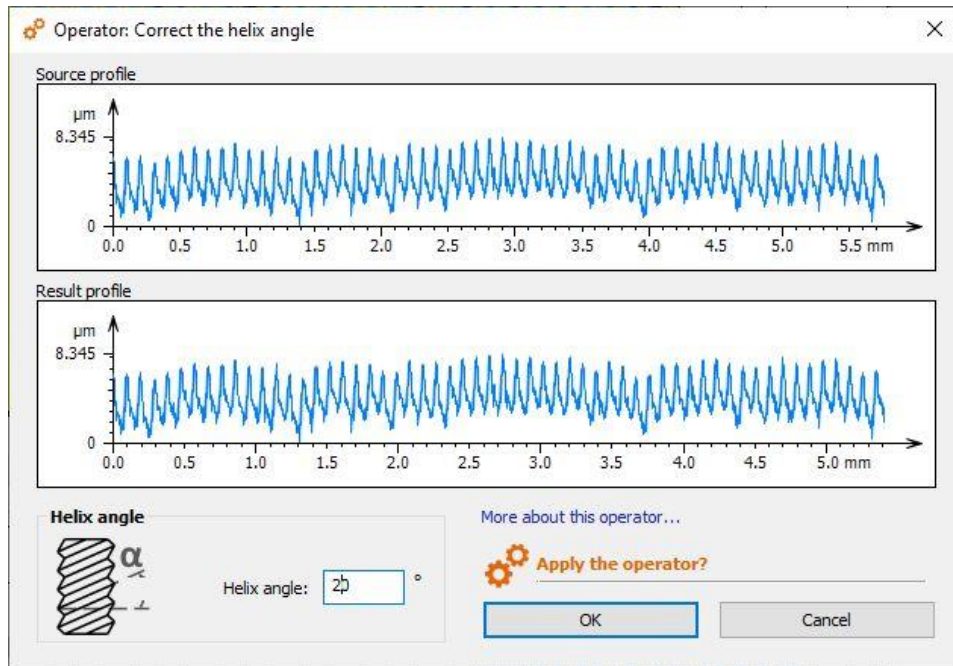 Operator: Correct the helix angle
Source profile
µm
8.345
0
0.0 0.5 1.0 1.5 2.0 2.5 3.0 3.5 4.0 4.5 5.0 5.5 mm
Result profile
µm
8.345
0
0.0 0.5 1.0 1.5 2.0 2.5 3.0 3.5 4.0 4.5 5.0 mm
Helix angle
α
Helix angle: 20 °
More about this operator...
Apply the operator?
OK Cancel